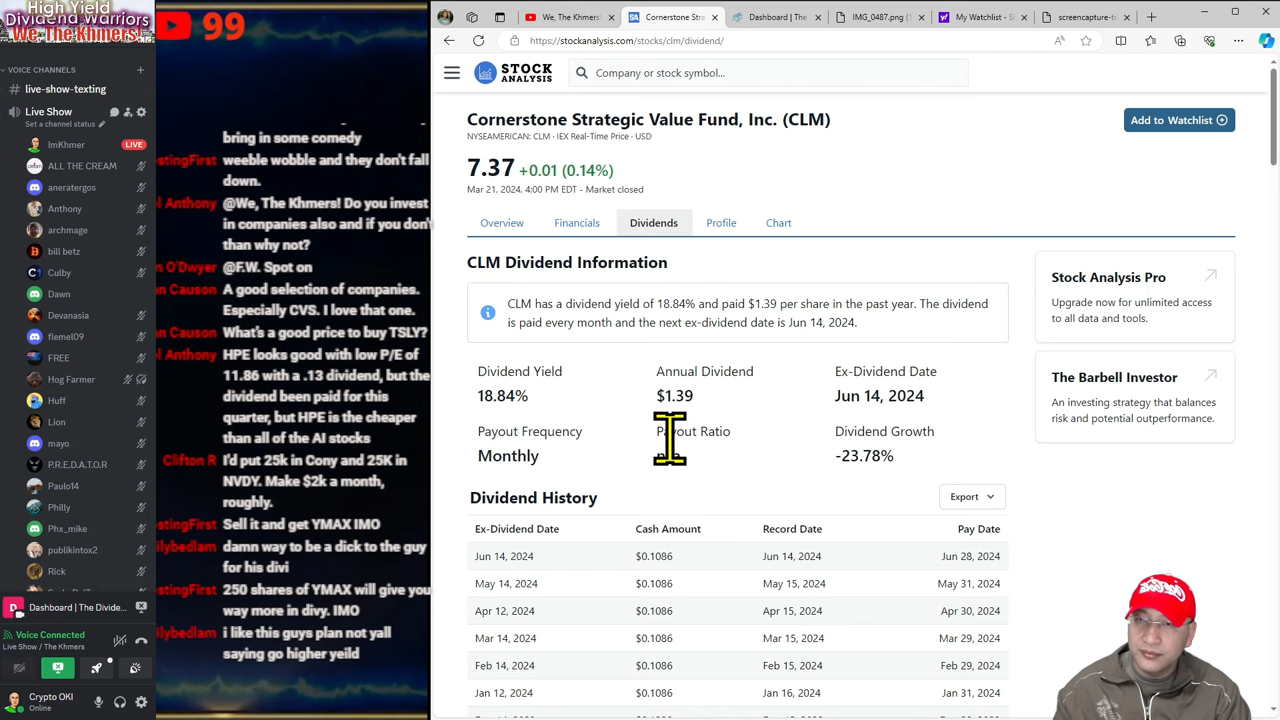 High Yield
Dividend Warriors
We The Khmers!
VOICE CHANNELS
live-show-texting
Live Show
Set a channel status
ImKhmer LIVE
ALL THE CREAM
aneratergos
Anthony
archmage
bill betz
Culby
Dawn
Devanasia
flemel09
FREE
Hog Farmer
Huff
Lion
mayo
P.R.E.D.A.T.O.R
Paulo14
Philly
Phx_mike
publikintox2
Rick
Dashboard | The Divide...
Voice Connected
Live Show / The Khmers
Crypto OKI
Online
99
bring in some comedy
stingFirst weeble wobble and they don't fall
down.
l Anthony @We, The Khmers! Do you invest
in companies also and if you don'
than why not?
n O'Dwyer @F.W. Spot on
n Causon A good selection of companies.
Especially CVS. I love that one.
n Causon What's a good price to buy TSLY?
l Anthony HPE looks good with low P/E of
11.86 with a .13 dividend, but the
dividend been paid for this
quarter, but HPE is the cheaper
than all of the AI stocks
Clifton R I'd put 25k in Cony and 25K in
NVDY. Make $2k a month,
roughly.
stingFirst Sell it and get YMAX IMO
llybedlam damn way to be a dick to the guy
for his divi
stingFirst 250 shares of YMAX will give you
way more in divy. IMO
llybedlam i like this guys plan not yall
saying go higher yeild
We, The Khmers!
Cornerstone Stra
Dashboard | The
IMG_0487.png (
My Watchlist - S
screencapture-tr
https://stockanalysis.com/stocks/clm/dividend/
STOCK
ANALYSIS
Company or stock symbol...
Cornerstone Strategic Value Fund, Inc. (CLM)
NYSEAMERICAN: CLM · IEX Real-Time Price · USD
Add to Watchlist
7.37 +0.01 (0.14%)
Mar 21, 2024, 4:00 PM EDT - Market closed
Overview Financials Dividends Profile Chart
CLM Dividend Information
CLM has a dividend yield of 18.84% and paid $1.39 per share in the past year. The dividend
is paid every month and the next ex-dividend date is Jun 14, 2024.
Dividend Yield Annual Dividend Ex-Dividend Date
18.84% $1.39 Jun 14, 2024
Payout Frequency Payout Ratio Dividend Growth
Monthly -23.78%
Dividend History
Export
Ex-Dividend Date Cash Amount Record Date Pay Date
Jun 14, 2024 $0.1086 Jun 14, 2024 Jun 28, 2024
May 14, 2024 $0.1086 May 15, 2024 May 31, 2024
Apr 12, 2024 $0.1086 Apr 15, 2024 Apr 30, 2024
Mar 14, 2024 $0.1086 Mar 15, 2024 Mar 29, 2024
Feb 14, 2024 $0.1086 Feb 15, 2024 Feb 29, 2024
Jan 12, 2024 $0.1086 Jan 16, 2024 Jan 31, 2024
Stock Analysis Pro
Upgrade now for unlimited access
to all data and tools.
The Barbell Investor
An investing strategy that balances
risk and potential outperformance.